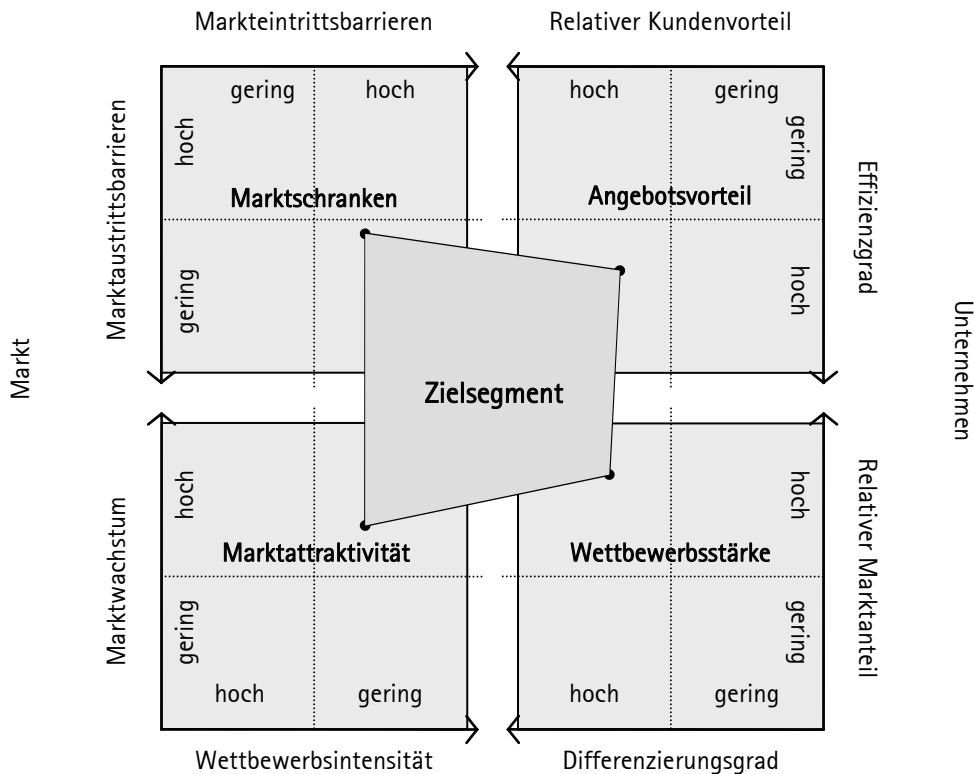 Markteintrittsbarrieren
Relativer Kundenvorteil
gering
hoch
hoch
gering
Marktaustrittsbarrieren
hoch
gering
Effizienzgrad
Marktschranken
Angebotsvorteil
gering
hoch
Markt
Zielsegment
Unternehmen
Marktwachstum
hoch
hoch
Relativer Marktanteil
Marktattraktivität
Wettbewerbsstärke
gering
gering
hoch
gering
hoch
gering
Wettbewerbsintensität
Differenzierungsgrad